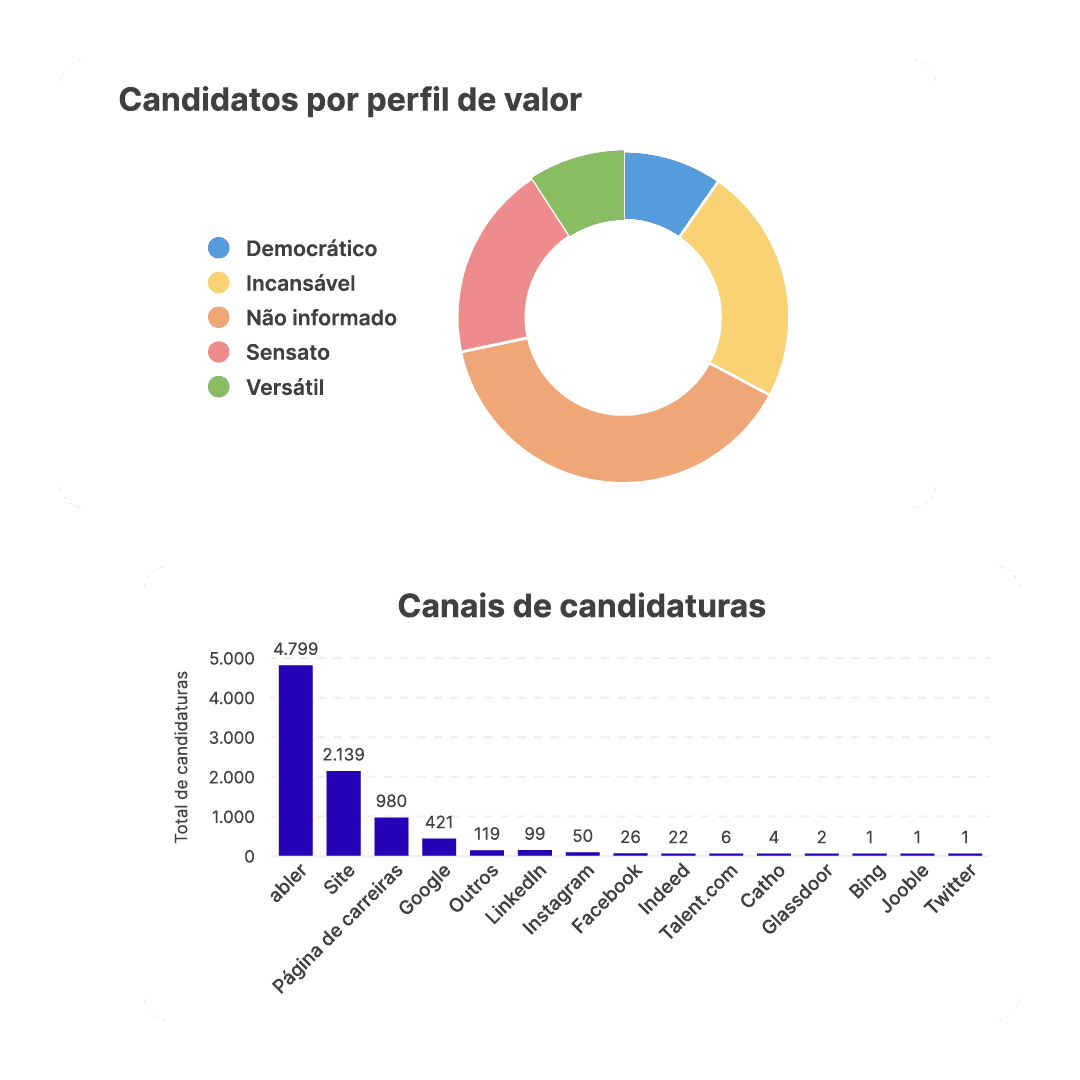 Candidatos por perfil de valor
Democrático
Incansável
Não informado
Sensato
Versátil
Canais de candidaturas
Total de candidaturas
5.000
4.000
3.000
2.000
1.000
0
4.799
2.139
980
421
119
99
50
26
22
6
4
2
1
1
1
abler
Site
Página de carreiras
Google
Outros
LinkedIn
Instagram
Facebook
Indeed
Talent.com
Catho
Glassdoor
Bing
Jooble
Twitter